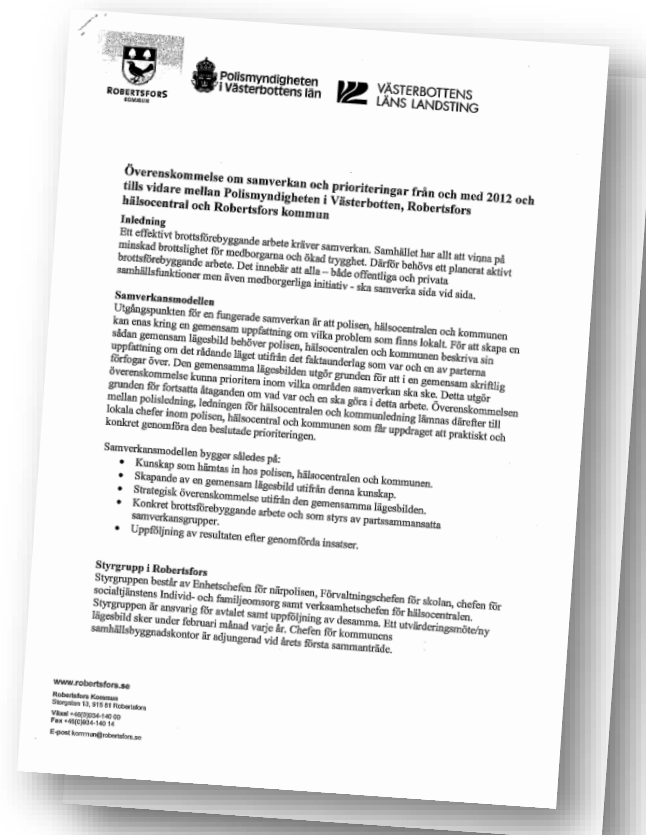 ROBERTSFORS
KOMMUN
Polismyndigheten
i Västerbottens län
VÄSTERBOTTENS
LÄNS LANDSTING
Överenskommelse om samverkan och prioriteringar från och med 2012 och
tills vidare mellan Polismyndigheten i Västerbotten, Robertsfors
hälsocentral och Robertsfors kommun
Inledning
Ett effektivt brottsförebyggande arbete kräver samverkan. Samhället har allt att vinna på
minskad brottslighet för medborgarna och ökad trygghet. Därför behövs ett planerat aktivt
brottsförebyggande arbete. Det innebär att alla – både offentliga och privata
samhällsfunktioner men även medborgerliga initiativ - ska samverka sida vid sida.
Samverkansmodellen
Utgångspunkten för en fungerade samverkan är att polisen, hälsocentralen och kommunen
kan enas kring en gemensam uppfattning om vilka problem som finns lokalt. För att skapa en
sådan gemensam lägesbild behöver polisen, hälsocentralen och kommunen beskriva sin
uppfattning om det rådande läget utifrån det faktaunderlag som var och en av parterna
förfogar över. Den gemensamma lägesbilden utgör grunden för att i en gemensam skriftlig
överenskommelse kunna prioritera inom vilka områden samverkan ska ske. Detta utgör
grunden för fortsatta åtaganden om vad var och en ska göra i detta arbete. Överenskommelsen
mellan polisledning, ledningen för hälsocentralen och kommunledning lämnas därefter till
lokala chefer inom polisen, hälsocentral och kommunen som får uppdraget att praktiskt och
konkret genomföra den beslutade prioriteringen.
Samverkansmodellen bygger således på:
• Kunskap som hämtas in hos polisen, hälsocentralen och kommunen.
• Skapande av en gemensam lägesbild utifrån denna kunskap.
• Strategisk överenskommelse utifrån den gemensamma lägesbilden.
• Konkret brottsförebyggande arbete och som styrs av partssammansatta
samverkansgrupper.
• Uppföljning av resultaten efter genomförda insatser.
Styrgrupp i Robertsfors
Styrgruppen består av Enhetschefen för närpolisen, Förvaltningschefen för skolan, chefen för
socialtjänstens Individ- och familjeomsorg samt verksamhetschefen för hälsocentralen.
Styrgruppen är ansvarig för avtalet samt uppföljning av desamma. Ett utvärderingsmöte/ny
lägesbild sker under februari månad varje år. Chefen för kommunens
samhällsbyggnadskontor är adjungerad vid årets första sammanträde.
www.robertsfors.se
Robertsfors Kommun
Storgatan 13, 915 81 Robertsfors
Växel +46(0)934-140 00
Fax +46(0)934-140 14
E-post kommun@robertsfors.se